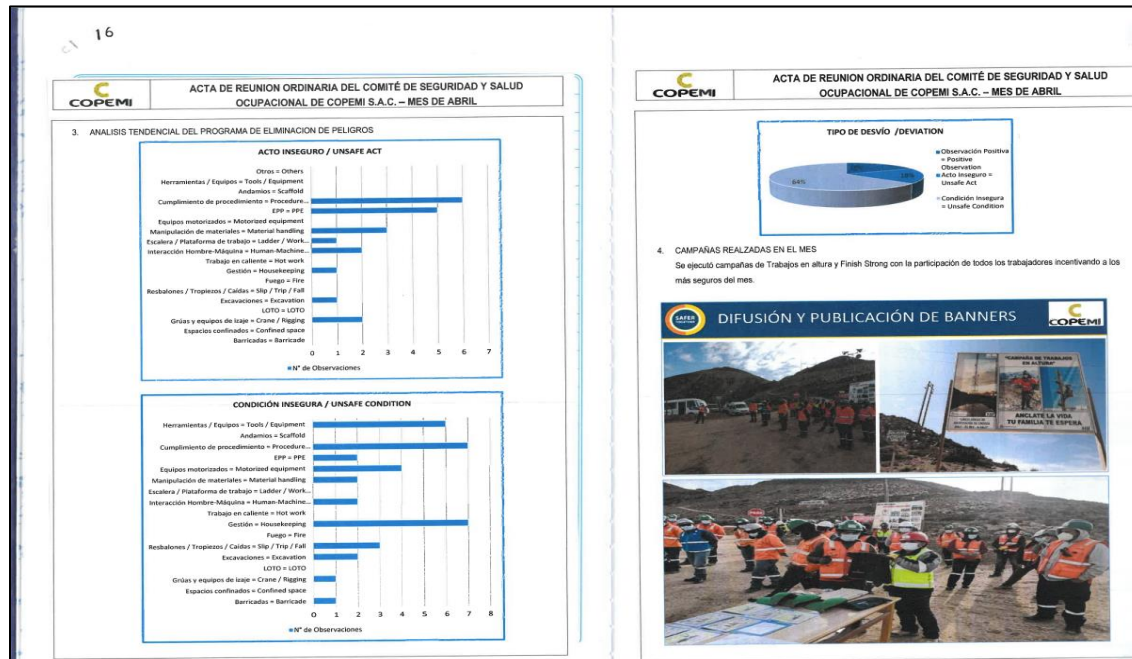 16
COPEMI
ACTA DE REUNION ORDINARIA DEL COMITÉ DE SEGURIDAD Y SALUD
OCUPACIONAL DE COPEMI S.A.C. – MES DE ABRIL
3. ANALISIS TENDENCIAL DEL PROGRAMA DE ELIMINACION DE PELIGROS
ACTO INSEGURO / UNSAFE ACT
Otros = Others
Herramientas / Equipos = Tools / Equipment
Andamios = Scaffold
Cumplimiento de procedimiento = Procedure...
EPP = PPE
Equipos motorizados = Motorized equipment
Manipulación de materiales = Material handling
Escalera / Plataforma de trabajo = Ladder / Work...
Interacción Hombre-Máquina = Human-Machine...
Trabajo en caliente = Hot work
Gestión = Housekeeping
Fuego = Fire
Resbalones / Tropiezos / Caídas = Slip / Trip / Fall
Excavaciones = Excavation
LOTO = LOTO
Grúas y equipos de izaje = Crane / Rigging
Espacios confinados = Confined space
Barricadas = Barricade
0 1 2 3 4 5 6 7
N° de Observaciones
CONDICIÓN INSEGURA / UNSAFE CONDITION
Herramientas / Equipos = Tools / Equipment
Andamios = Scaffold
Cumplimiento de procedimiento = Procedure...
EPP = PPE
Equipos motorizados = Motorized equipment
Manipulación de materiales = Material handling
Escalera / Plataforma de trabajo = Ladder / Work...
Interacción Hombre-Máquina = Human-Machine...
Trabajo en caliente = Hot work
Gestión = Housekeeping
Fuego = Fire
Resbalones / Tropiezos / Caídas = Slip / Trip / Fall
Excavaciones = Excavation
LOTO = LOTO
Grúas y equipos de izaje = Crane / Rigging
Espacios confinados = Confined space
Barricadas = Barricade
0 1 2 3 4 5 6 7 8
N° de Observaciones
COPEMI
ACTA DE REUNION ORDINARIA DEL COMITÉ DE SEGURIDAD Y SALUD
OCUPACIONAL DE COPEMI S.A.C. – MES DE ABRIL
TIPO DE DESVÍO /DEVIATION
64%
Observación Positiva
= Positive
Observation
Acto Inseguro =
Unsafe Act
Condición Insegura
= Unsafe Condition
4. CAMPAÑAS REALZADAS EN EL MES
Se ejecutó campañas de Trabajos en altura y Finish Strong con la participación de todos los trabajadores incentivando a los
más seguros del mes.
SAFER
DIFUSIÓN Y PUBLICACIÓN DE BANNERS
COPEMI
"CAMPAÑA DE TRABAJOS
EN ALTURA"
ANCLATE LA VIDA
TU FAMILIA TE ESPERA